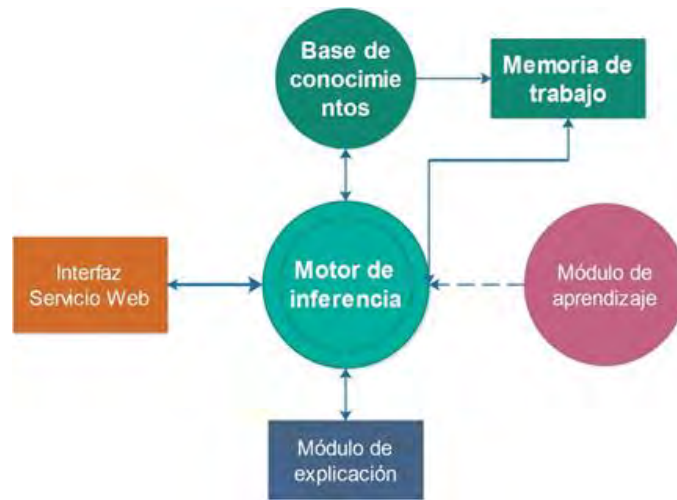 Base de
conocimie
ntos
Memoria de
trabajo
Interfaz
Servicio Web
Motor de
inferencia
Módulo de
aprendizaje
Módulo de
explicación